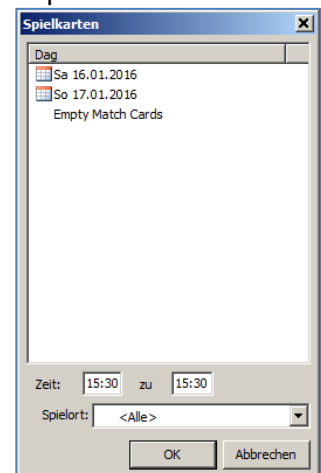 Spielkarten
Dag
Sa 16.01.2016
So 17.01.2016
Empty Match Cards
Zeit: 15:30 zu 15:30
Spielort: <Alle>
OK Abbrechen